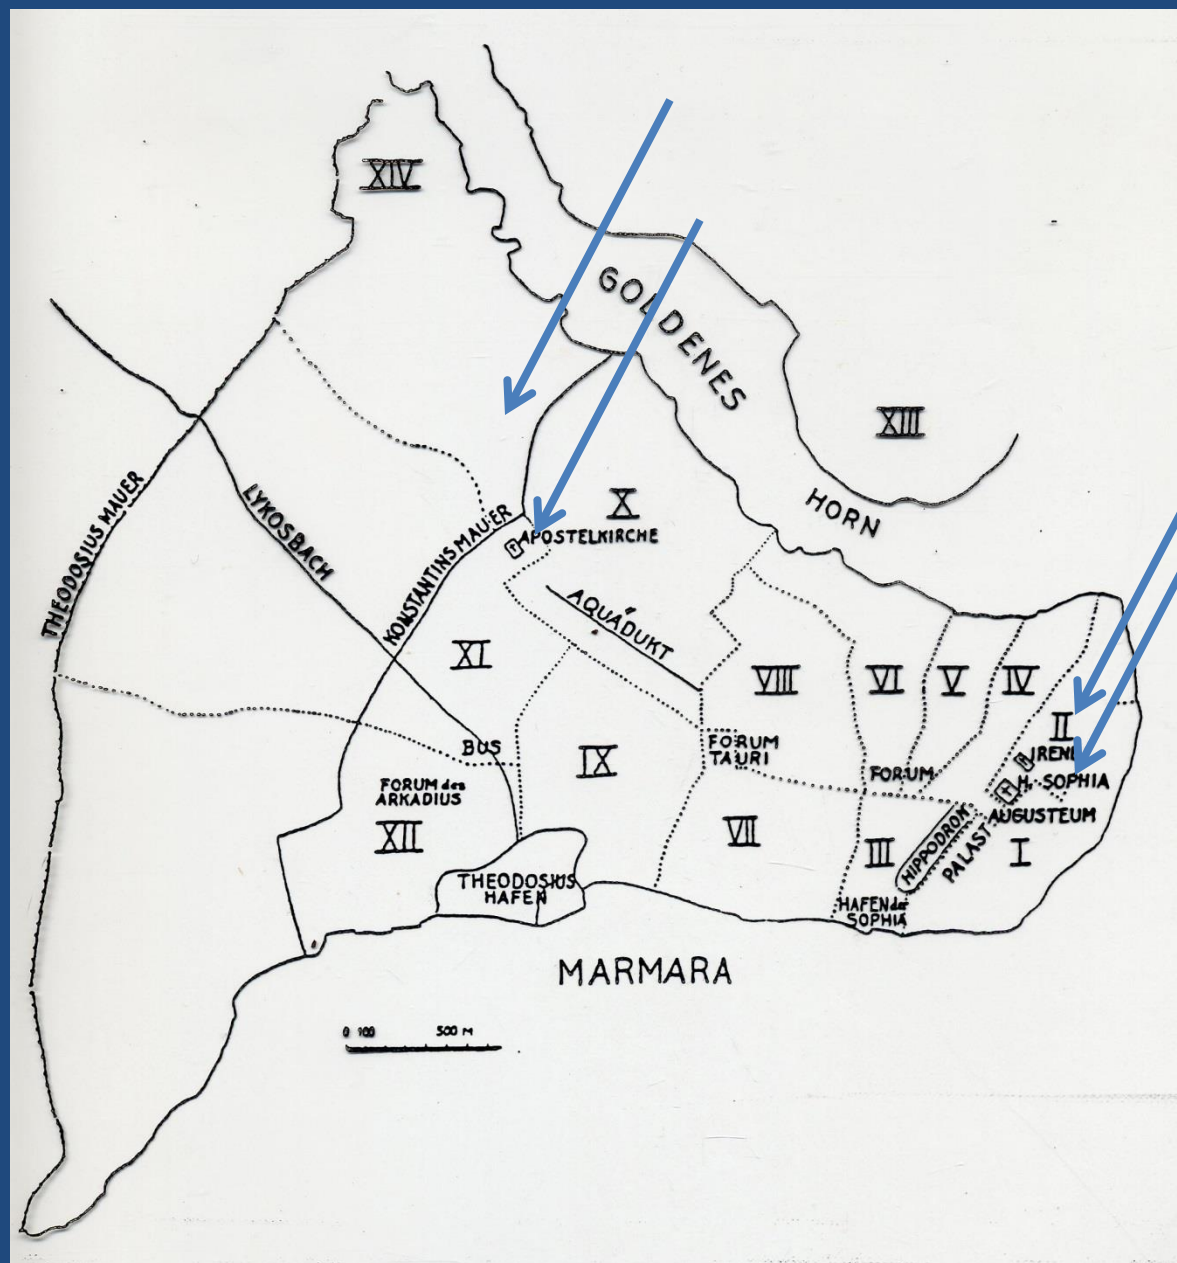 XIV
GOLDENES
HORN
XIII
THEODOSIUS MAUER
LYKOSBACH
KONSTANTINSMAUER
X
APOSTELKIRCHE
AQUÄDUKT
XI
VIII
VI
V
IV
II
IRENE
H. SOPHIA
AUGUSTEUM
BUS
IX
FORUM
TAURI
FORUM
FORUM des
ARKADIUS
XII
VII
III
HIPPODROM
PALAST
I
THEODOSIUS
HAFEN
HAFEN der
SOPHIA
MARMARA
0 100 500 M